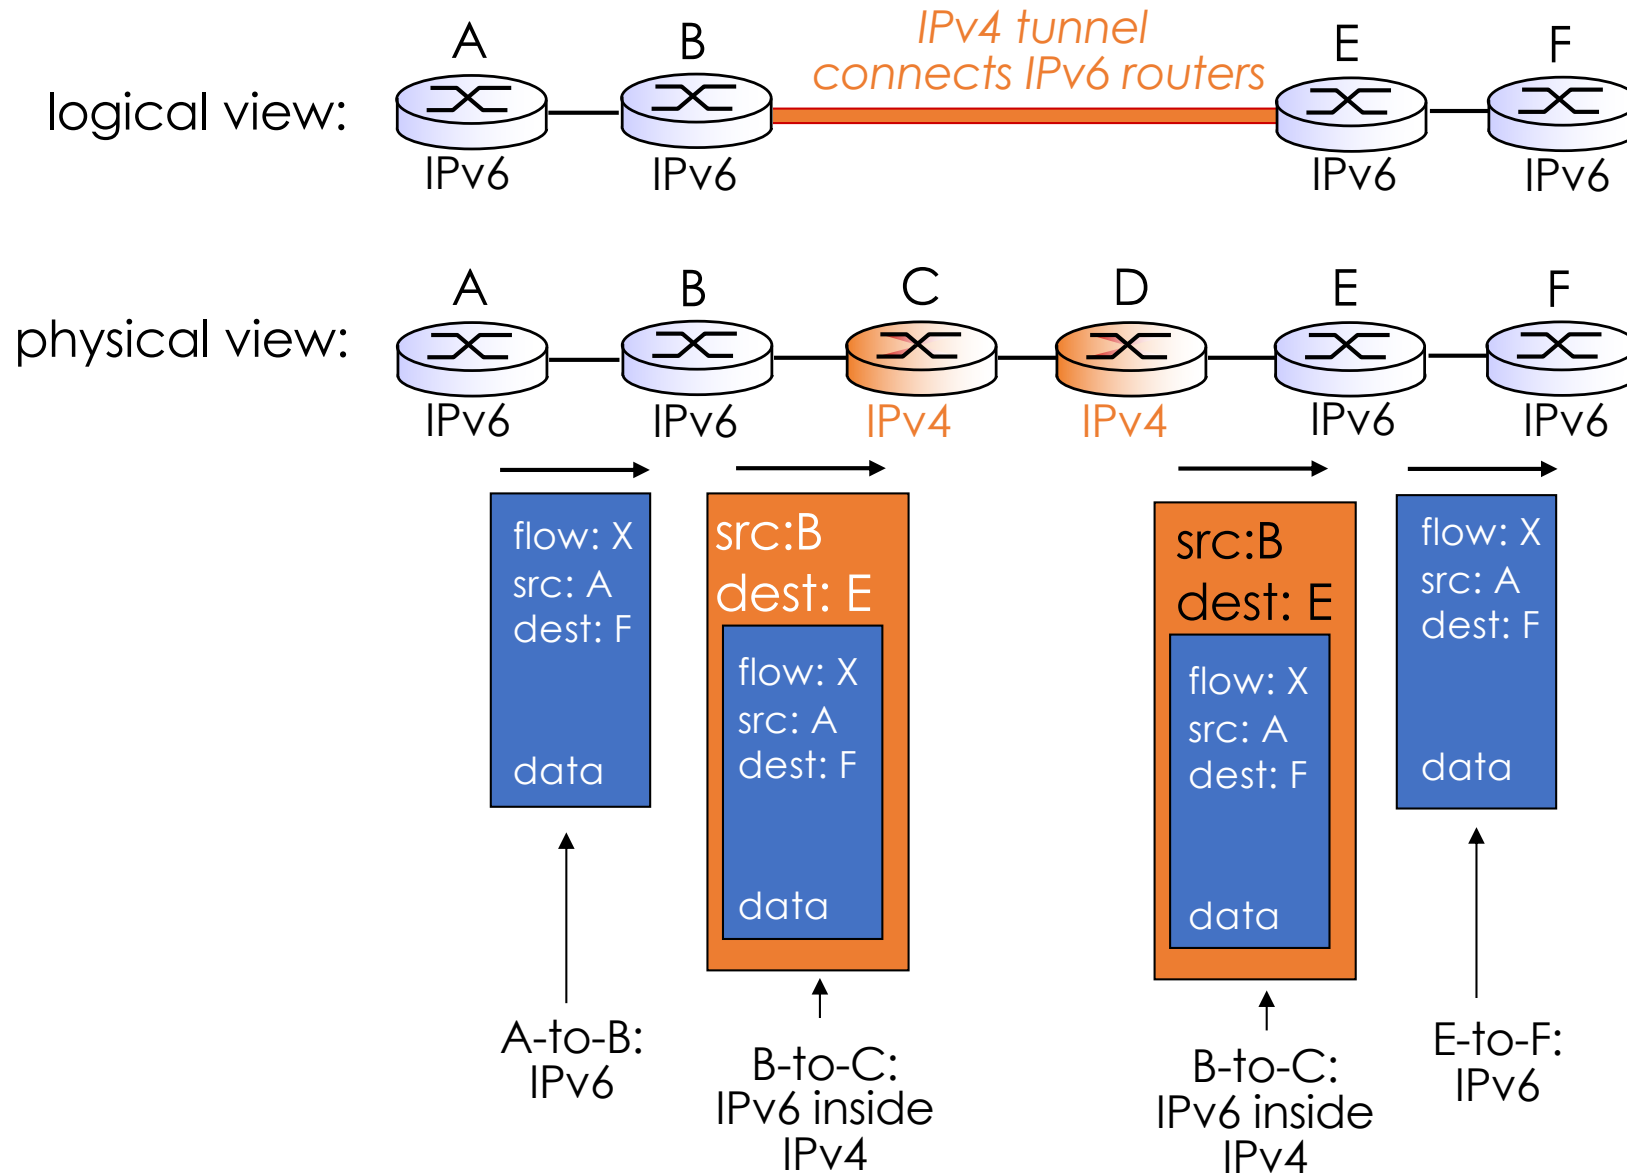 A
B
IPv4 tunnel
connects IPv6 routers
E
F
logical view:
IPv6
IPv6
IPv6
IPv6
A
B
C
D
E
F
physical view:
IPv6
IPv6
IPv4
IPv4
IPv6
IPv6
flow: X
src: A
dest: F
data
src:B
dest: E
flow: X
src: A
dest: F
data
src:B
dest: E
flow: X
src: A
dest: F
data
flow: X
src: A
dest: F
data
A-to-B:
IPv6
B-to-C:
IPv6 inside
IPv4
B-to-C:
IPv6 inside
IPv4
E-to-F:
IPv6